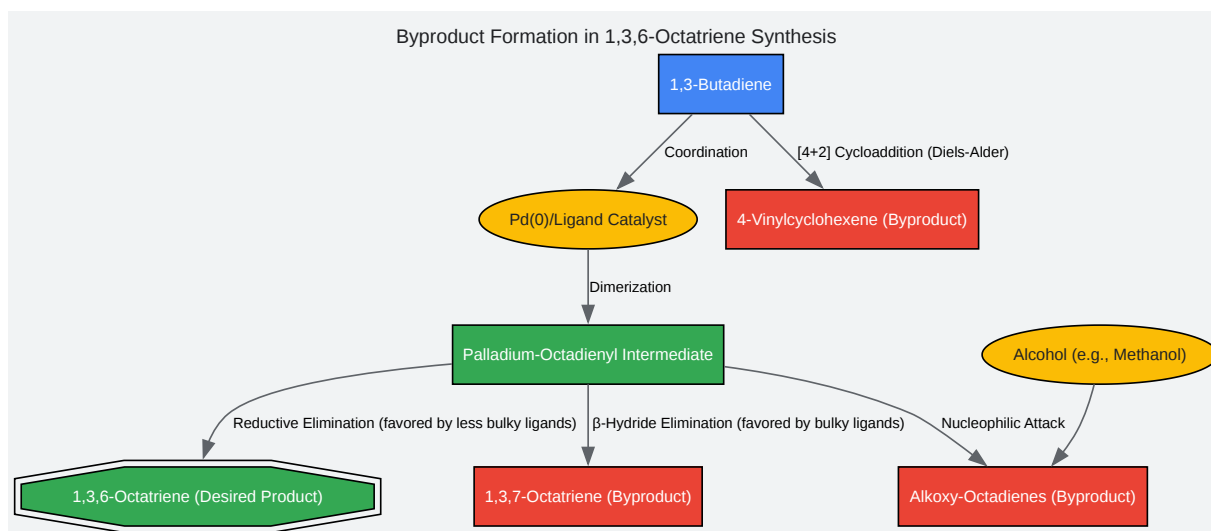 Byproduct Formation in 1,3,6-Octatriene Synthesis
1,3-Butadiene
Coordination
[4+2] Cycloaddition (Diels-Alder)
Pd(0)/Ligand Catalyst
4-Vinylcyclohexene (Byproduct)
Dimerization
Palladium-Octadienyl Intermediate
Alcohol (e.g., Methanol)
Reductive Elimination (favored by less bulky ligands)
β-Hydride Elimination (favored by bulky ligands)
Nucleophilic Attack
1,3,6-Octatriene (Desired Product)
1,3,7-Octatriene (Byproduct)
Alkoxy-Octadienes (Byproduct)